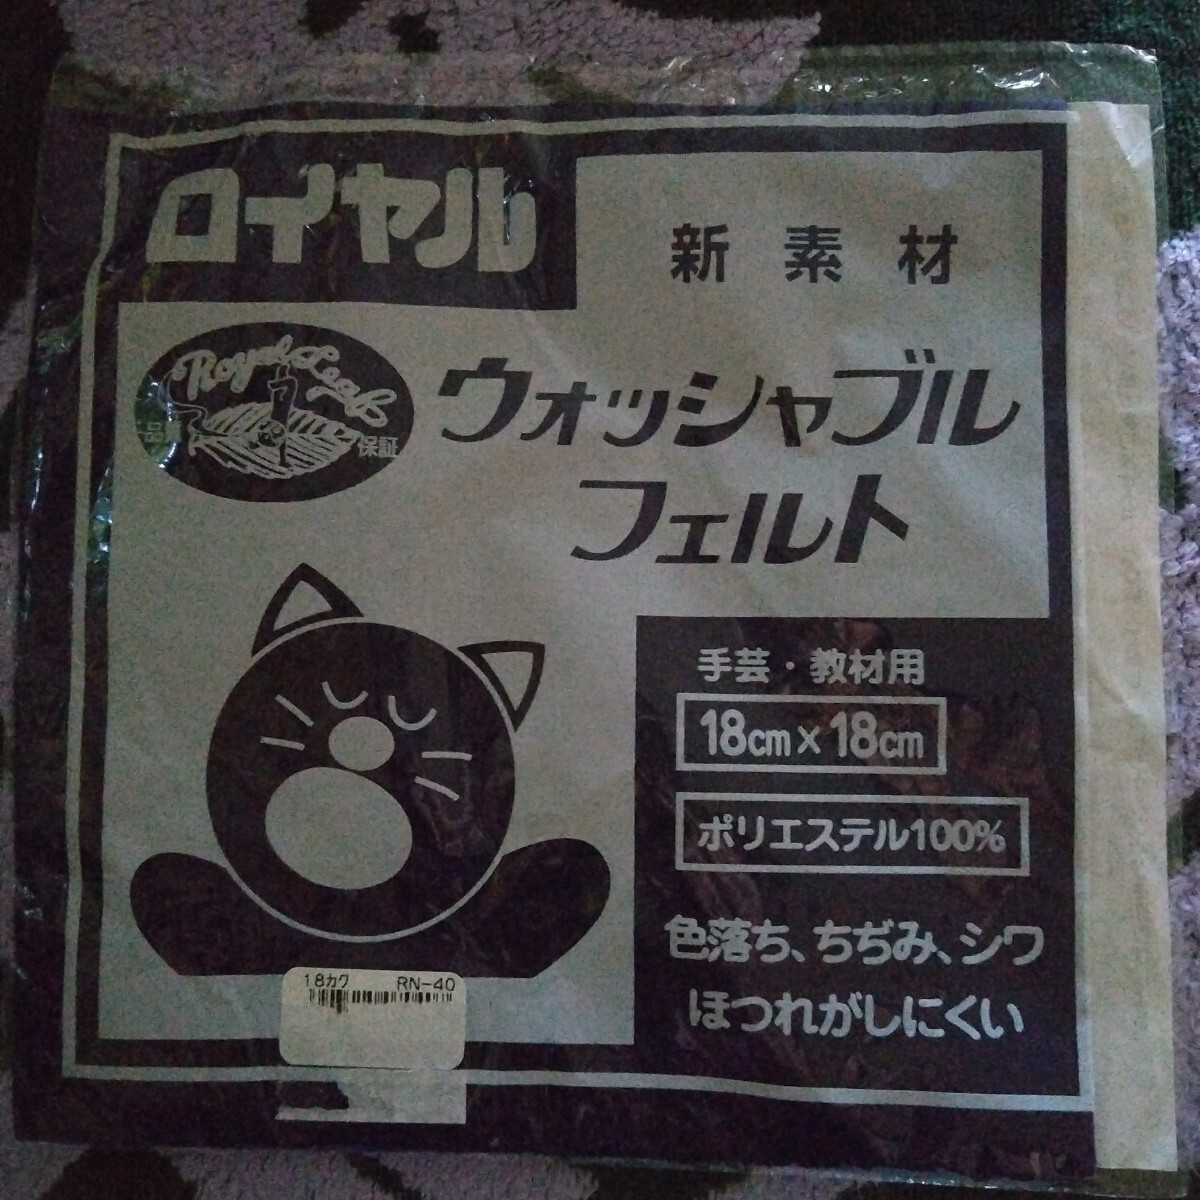 ロイヤル
新素材
Royal Leaf
品質 保証
ウォッシャブル
フェルト
手芸・教材用
18cm×18cm
ポリエステル100%
色落ち、ちぢみ、シワ
ほつれがしにくい
18カク RN-40